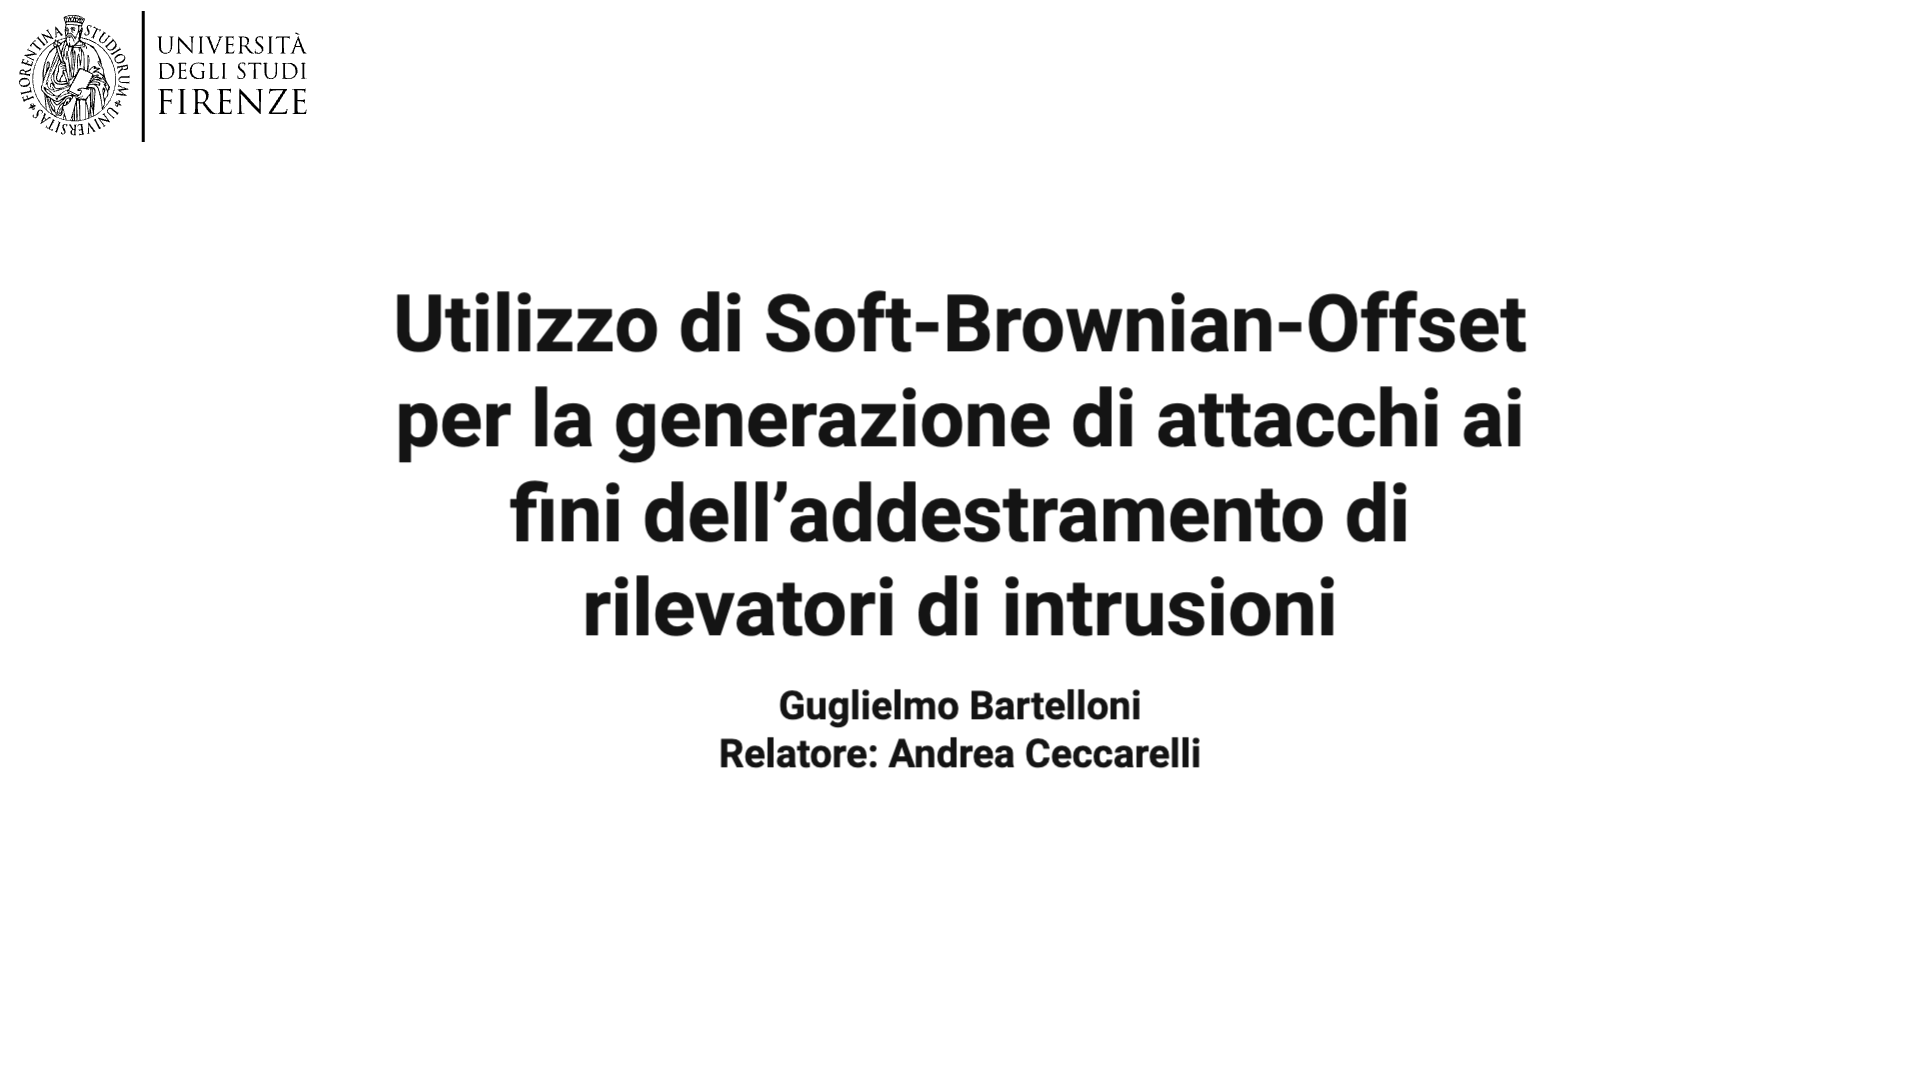 FLORENTINA STUDIORUM UNIVERSITAS
UNIVERSITÀ
DEGLI STUDI
FIRENZE
Utilizzo di Soft-Brownian-Offset
per la generazione di attacchi ai
fini dell’addestramento di
rilevatori di intrusioni
Guglielmo Bartelloni
Relatore: Andrea Ceccarelli